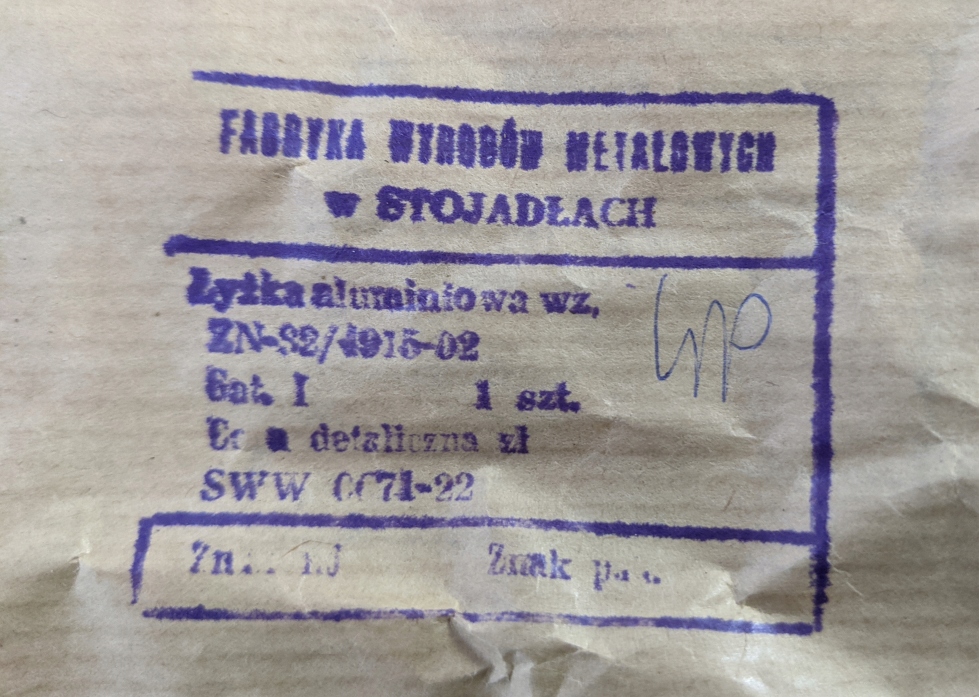 FABRYKA WYROBÓW METALOWYCH
w STOJADŁACH
Łyżka aluminiowa wz.
ZN-82/4915-02
Gat. I 1 szt.
detaliczna zł
SWW 0671-22
Znak